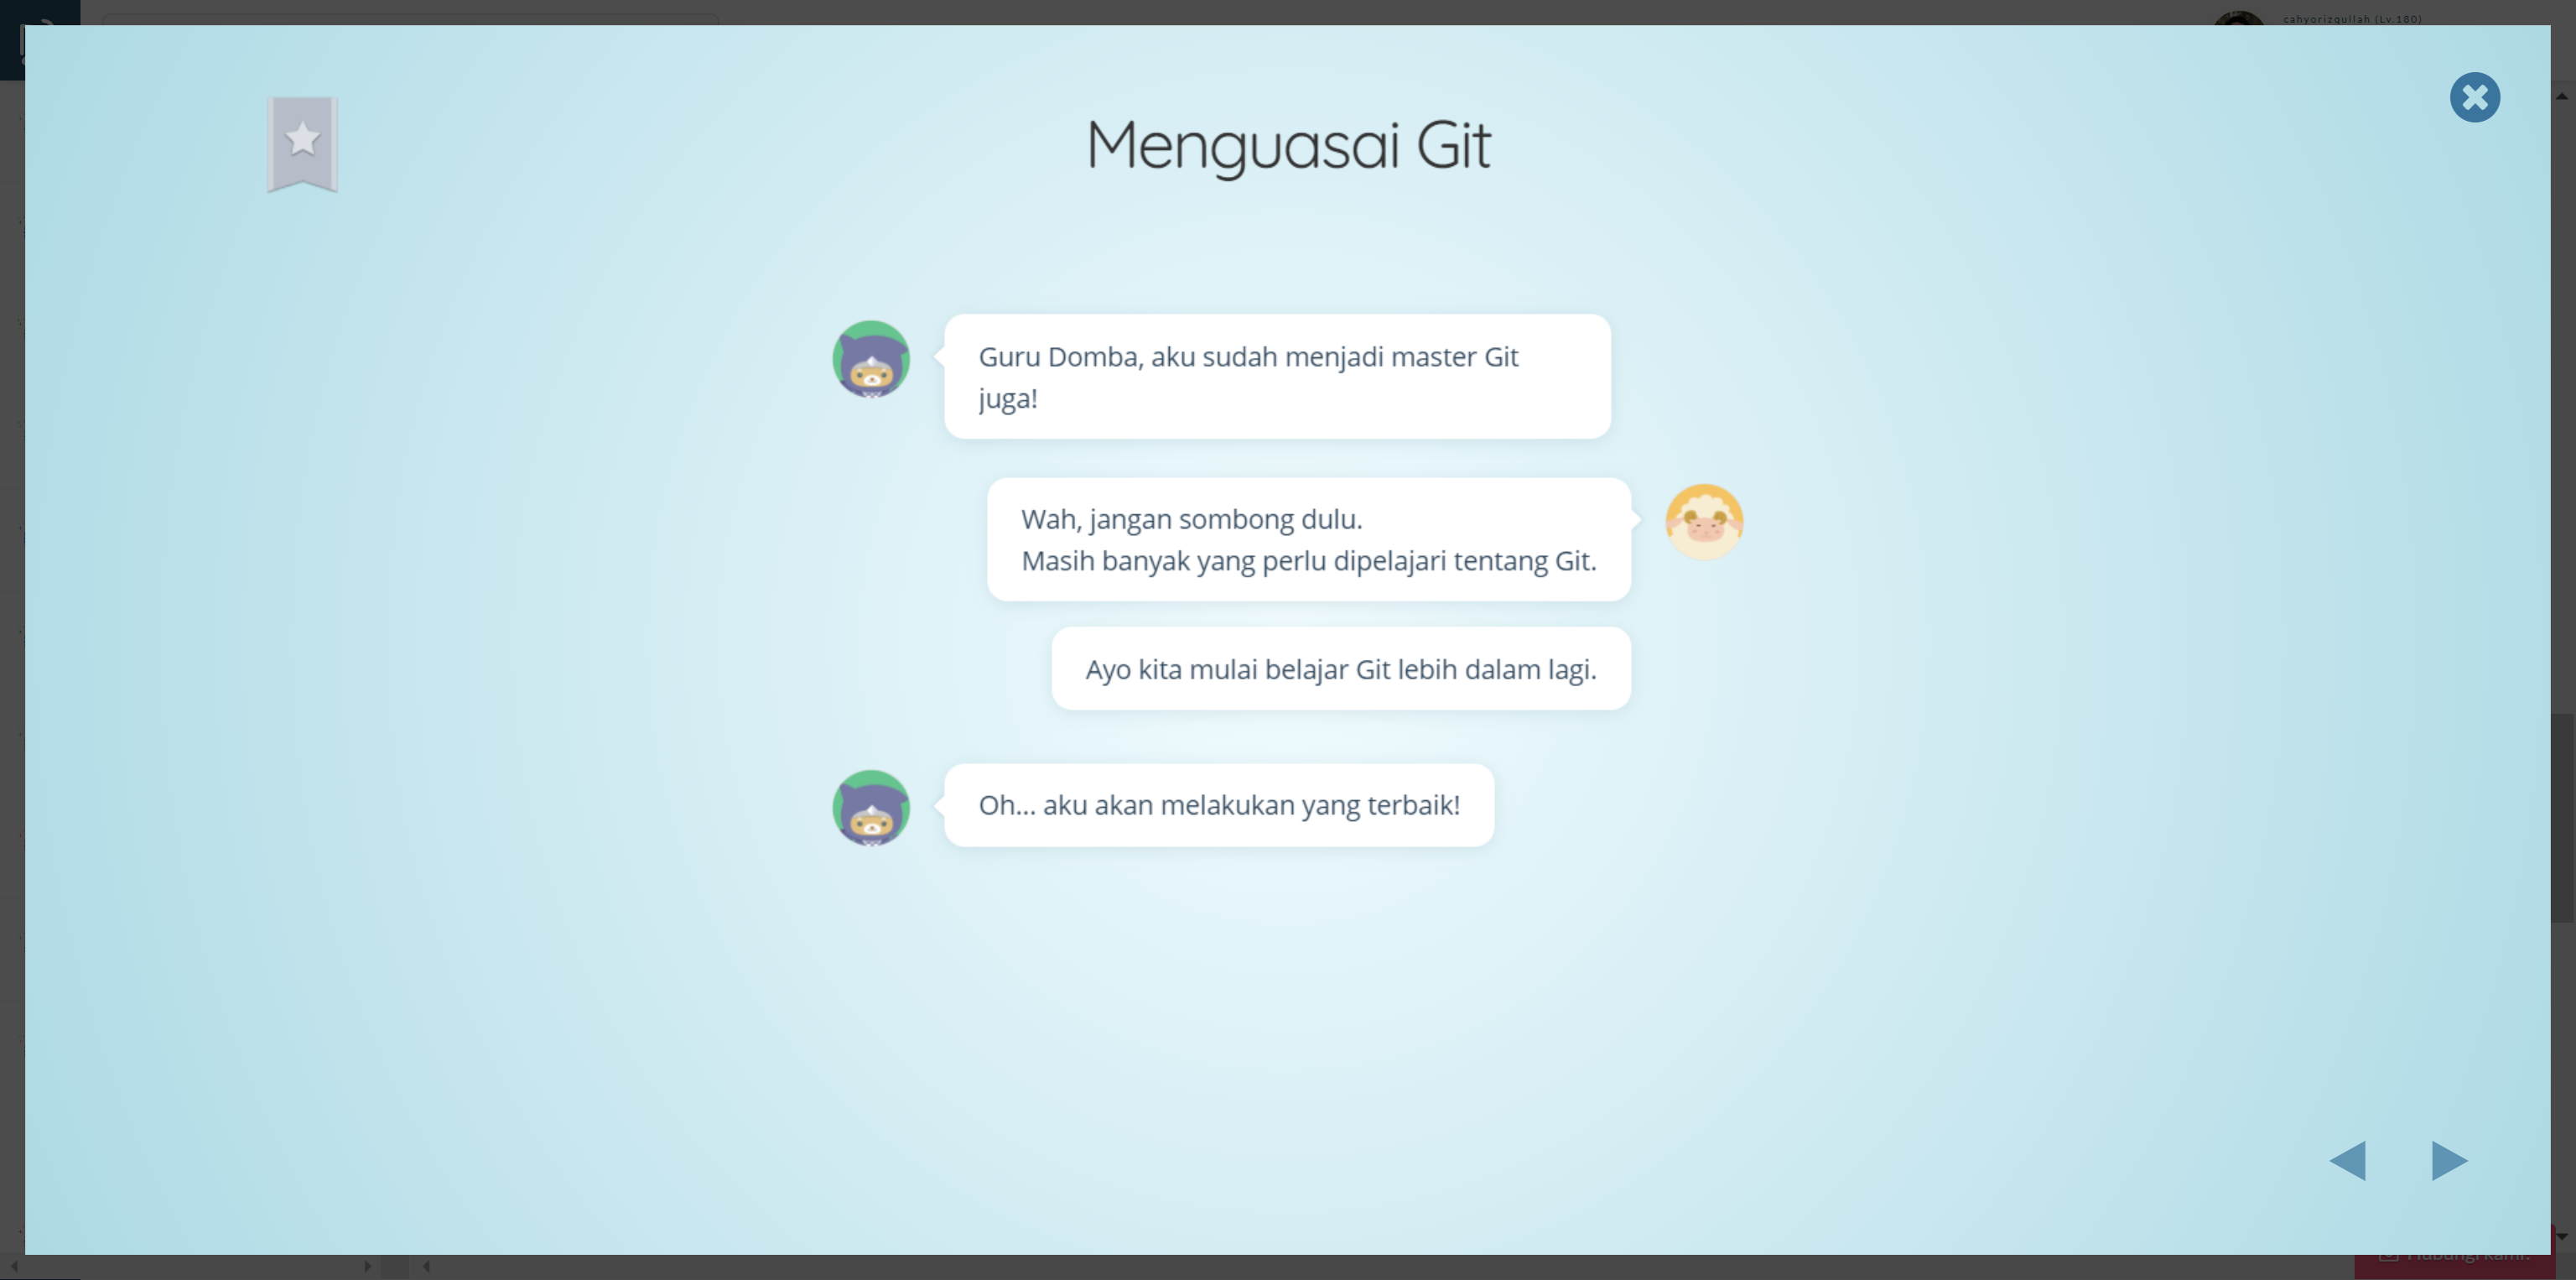 cahyorizqullah (Lv.180)
Menguasai Git
Guru Domba, aku sudah menjadi master Git
juga!
Wah, jangan sombong dulu.
Masih banyak yang perlu dipelajari tentang Git.
Ayo kita mulai belajar Git lebih dalam lagi.
Oh... aku akan melakukan yang terbaik!
Hubungi kami!